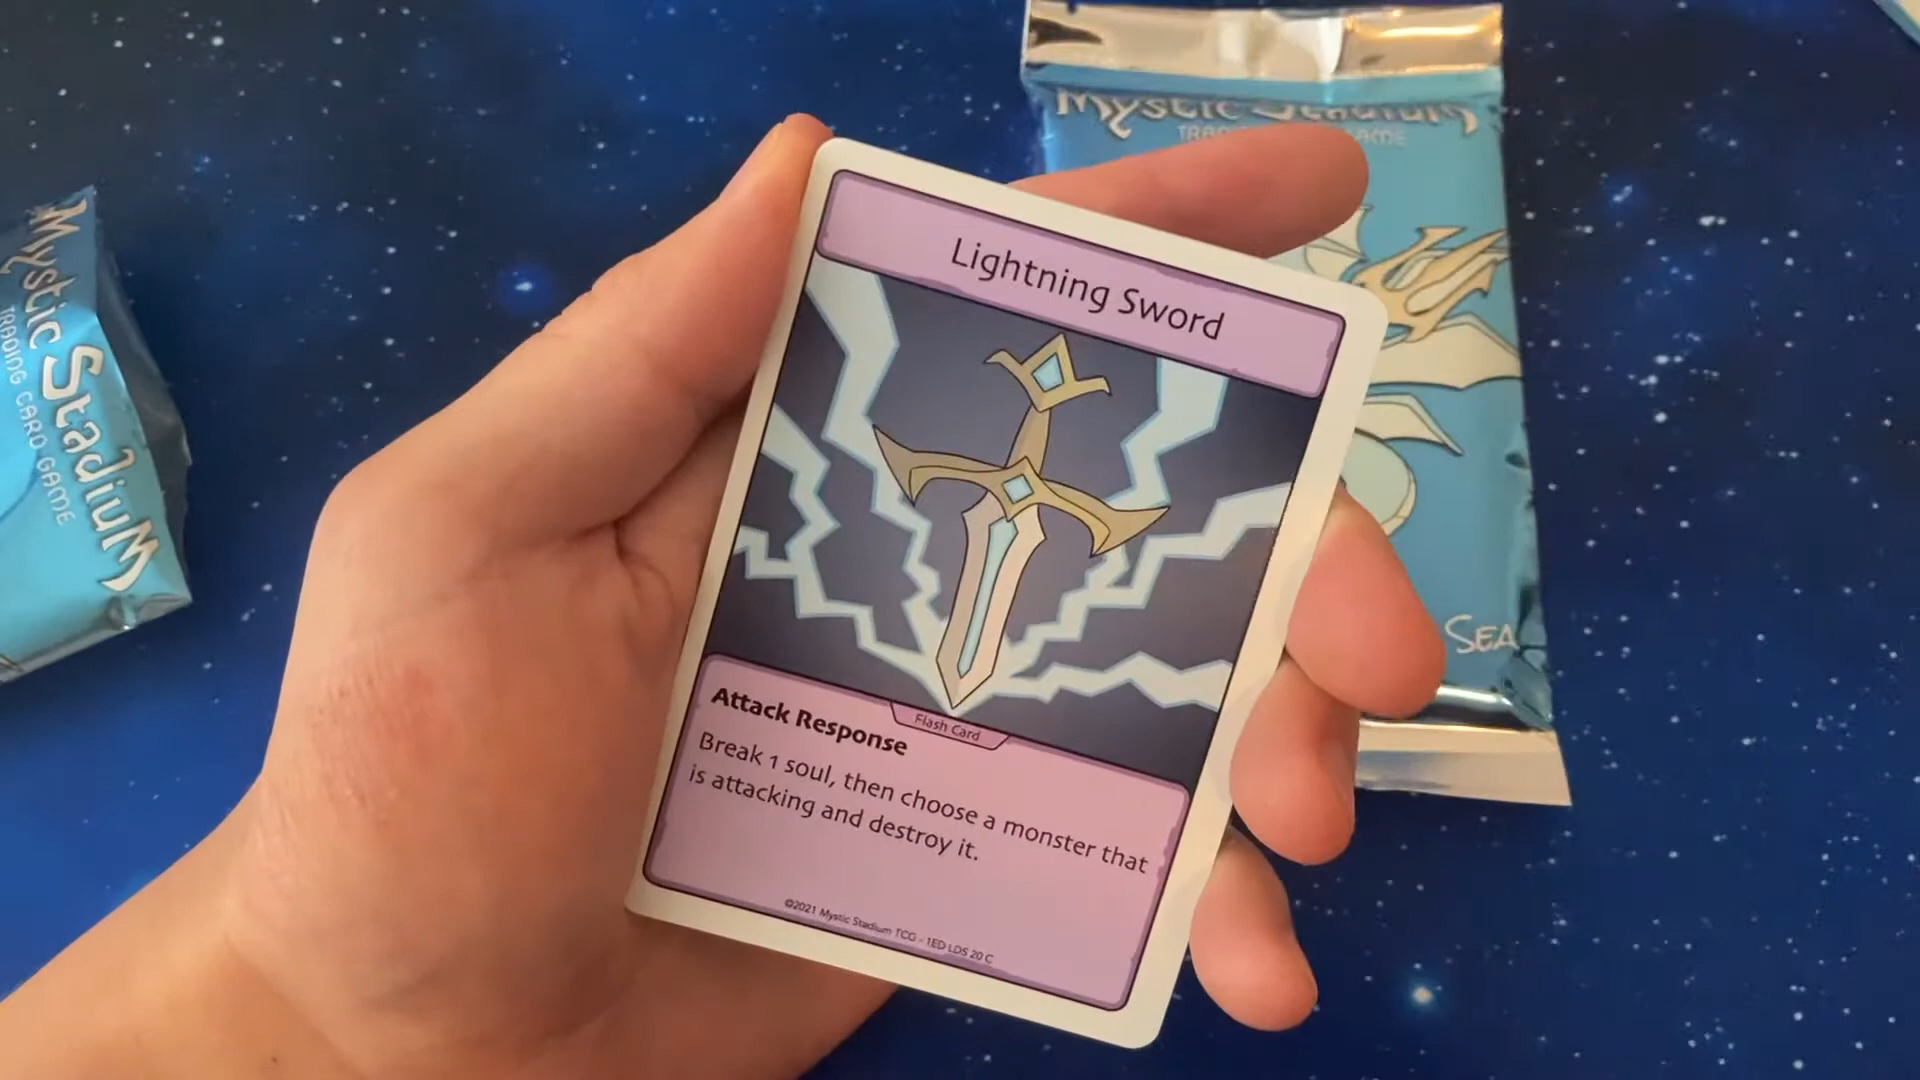 Mystic Stadium
TRADING CARD GAME
Mystic Stadium
GAME
SEA
Lightning Sword
Flash Card
Attack Response
Break 1 soul, then choose a monster that
is attacking and destroy it.
©2021 Mystic Stadium TCG - 1ED LDS 20 C